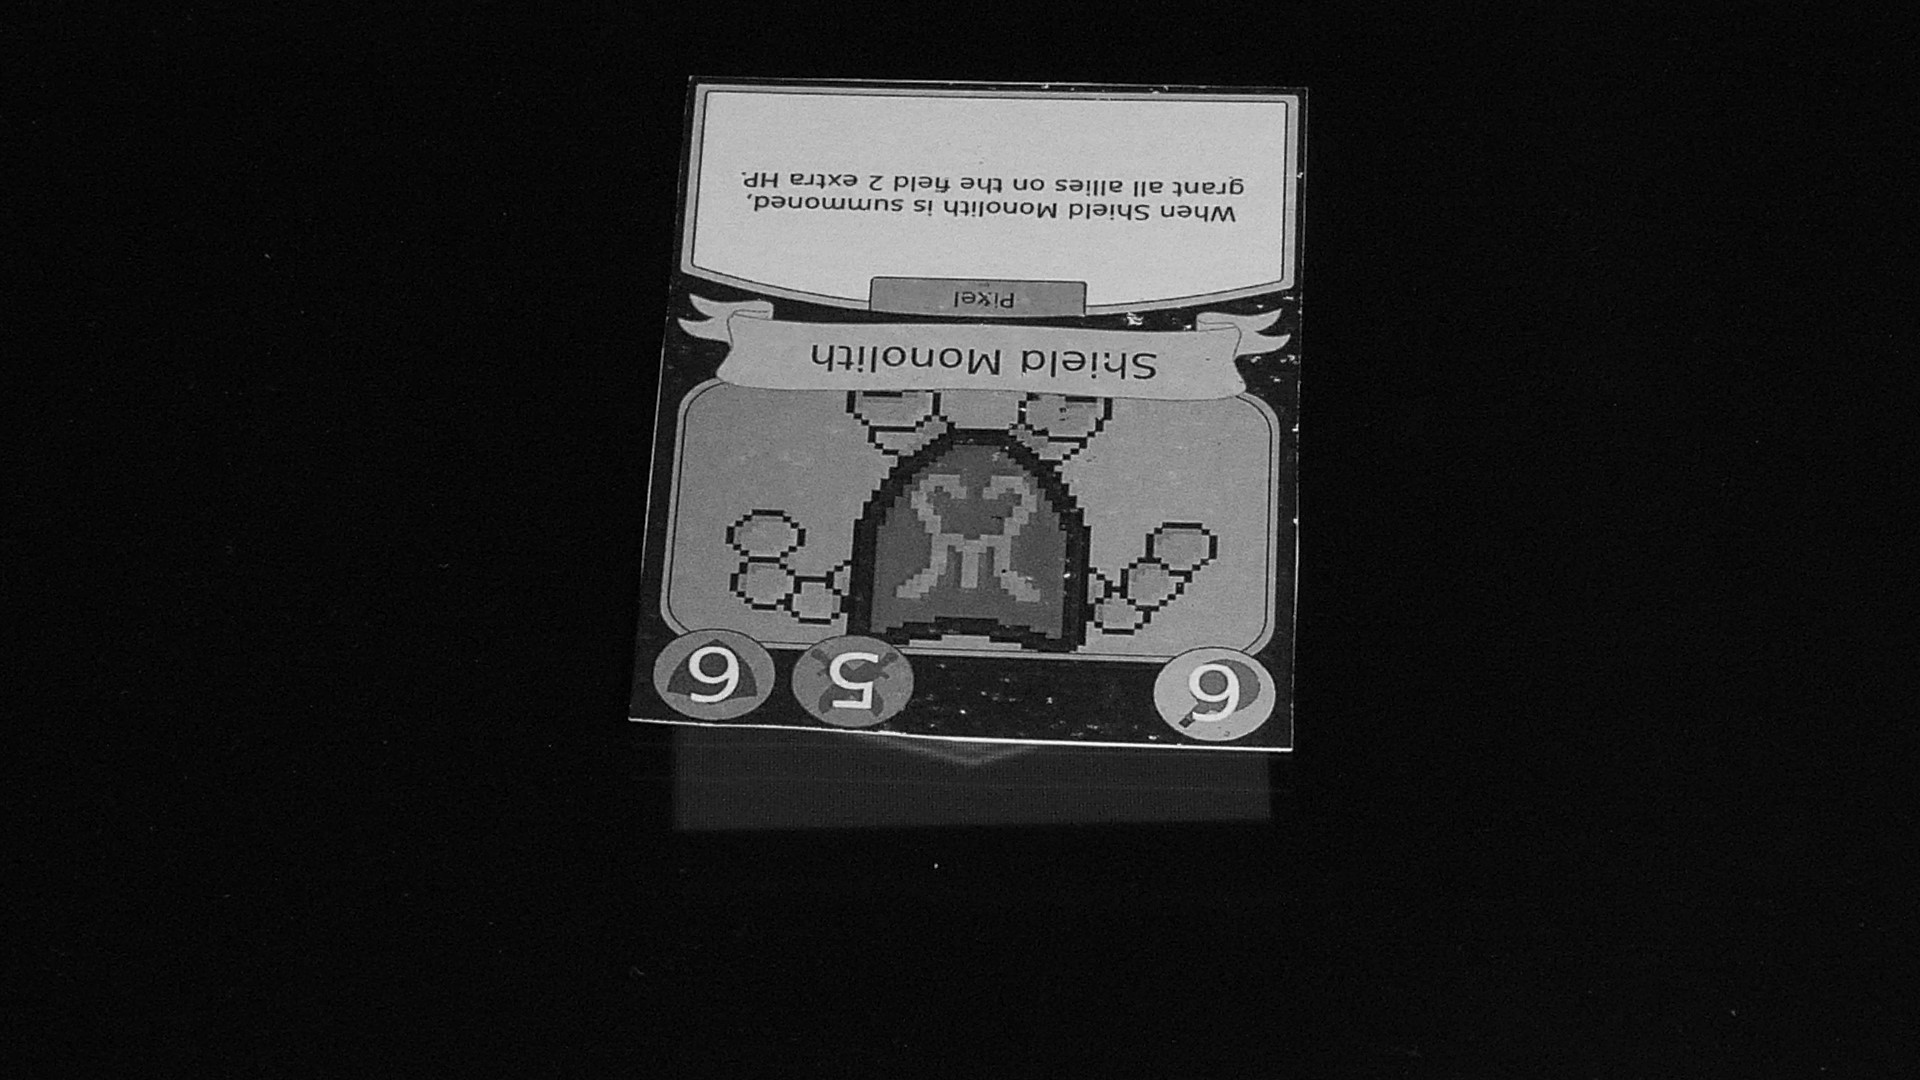 6 5 6
Shield Monolith
Pixel
When Shield Monolith is summoned,
grant all allies on the field 2 extra HP.